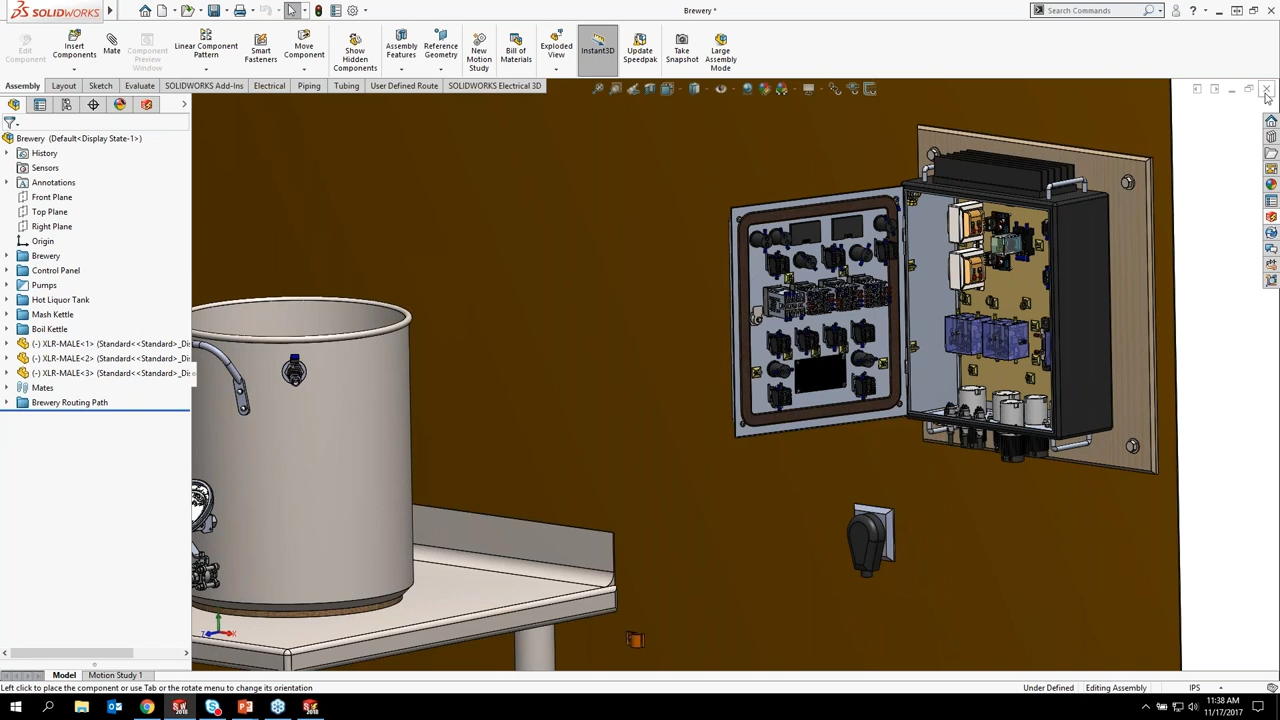 SOLIDWORKS
Brewery *
Search Commands
Edit Component
Insert Components
Mate
Component Preview Window
Linear Component Pattern
Smart Fasteners
Move Component
Show Hidden Components
Assembly Features
Reference Geometry
New Motion Study
Bill of Materials
Exploded View
Instant3D
Update Speedpak
Take Snapshot
Large Assembly Mode
Assembly
Layout
Sketch
Evaluate
SOLIDWORKS Add-Ins
Electrical
Piping
Tubing
User Defined Route
SOLIDWORKS Electrical 3D
Brewery (Default<Display State-1>)
History
Sensors
Annotations
Front Plane
Top Plane
Right Plane
Origin
Brewery
Control Panel
Pumps
Hot Liquor Tank
Mash Kettle
Boil Kettle
(-) XLR-MALE<1> (Standard<<Standard>_Di
(-) XLR-MALE<2> (Standard<<Standard>_Di
(-) XLR-MALE<3> (Standard<<Standard>_Di
Mates
Brewery Routing Path
Z
X
Model
Motion Study 1
Left click to place the component or use Tab or the rotate menu to change its orientation
Under Defined
Editing Assembly
IPS
11:38 AM
11/17/2017